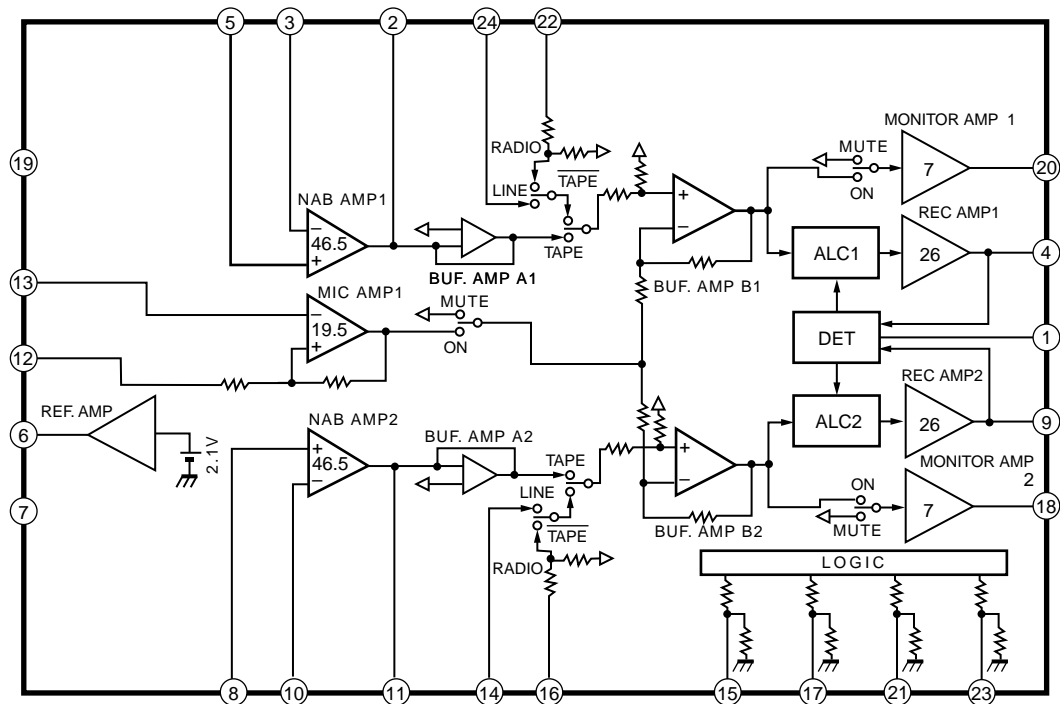 5
3
2
24
22
MONITOR AMP 1
MUTE
7
20
ON
RADIO
TAPE
LINE
19
NAB AMP1
46.5
−
+
BUF. AMP A1
TAPE
+
−
BUF. AMP B1
REC AMP1
ALC1
26
4
13
MIC AMP1
−
19.5
+
MUTE
ON
DET
1
12
REC AMP2
ALC2
26
9
REF. AMP
6
2.1V
NAB AMP2
+
46.5
−
BUF. AMP A2
TAPE
LINE
TAPE
RADIO
+
−
BUF. AMP B2
MONITOR AMP
2
ON
7
18
MUTE
7
LOGIC
8
10
11
14
16
15
17
21
23